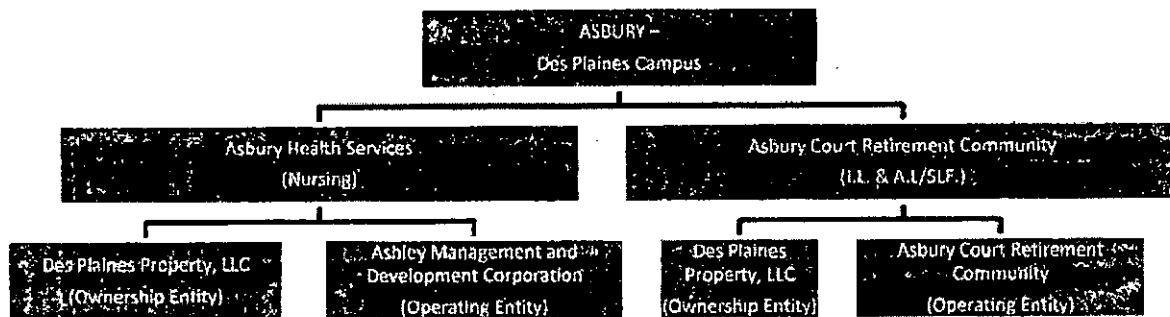 ASBURY –
Des Plaines Campus
Asbury Health Services
(Nursing)
Asbury Court Retirement Community
(I.L. & A.L/SLF.)
Des Plaines Property, LLC
(Ownership Entity)
Ashley Management and
Development Corporation
(Operating Entity)
Des Plaines
Property, LLC
(Ownership Entity)
Asbury Court Retirement
Community
(Operating Entity)